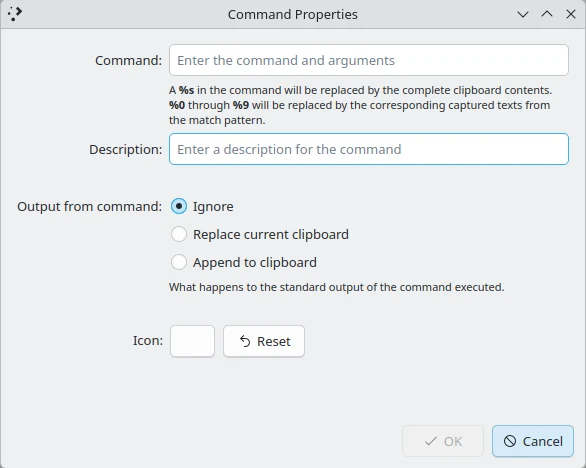 Command Properties
Command: Enter the command and arguments
A %s in the command will be replaced by the complete clipboard contents.
%0 through %9 will be replaced by the corresponding captured texts from
the match pattern.
Description: Enter a description for the command
Output from command: Ignore
Replace current clipboard
Append to clipboard
What happens to the standard output of the command executed.
Icon: Reset
OK Cancel